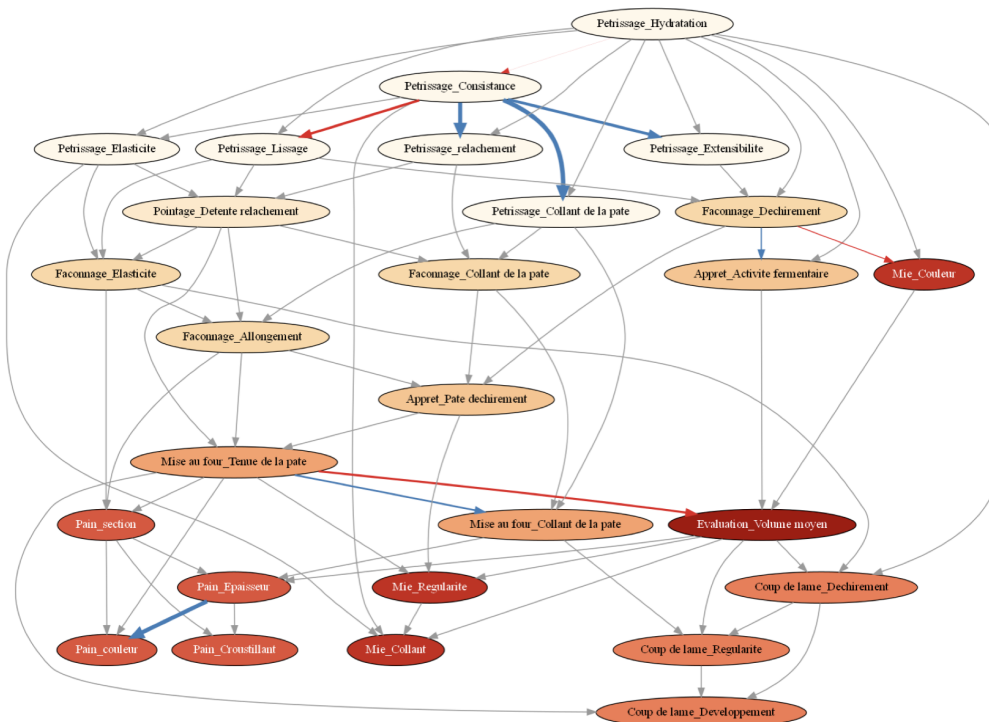 Petrissage_Hydratation
Petrissage_Consistance
Petrissage_Elasticite
Petrissage_Lissage
Petrissage_relachement
Petrissage_Extensibilite
Pointage_Detente relachement
Petrissage_Collant de la pate
Faconnage_Dechirement
Faconnage_Elasticite
Faconnage_Collant de la pate
Appret_Activite fermentaire
Mie_Couleur
Faconnage_Allongement
Appret_Pate dechirement
Mise au four_Tenue de la pate
Pain_section
Mise au four_Collant de la pate
Evaluation_Volume moyen
Pain_Epaisseur
Mie_Regularite
Coup de lame_Dechirement
Pain_couleur
Pain_Croustillant
Mie_Collant
Coup de lame_Regularite
Coup de lame_Developpement